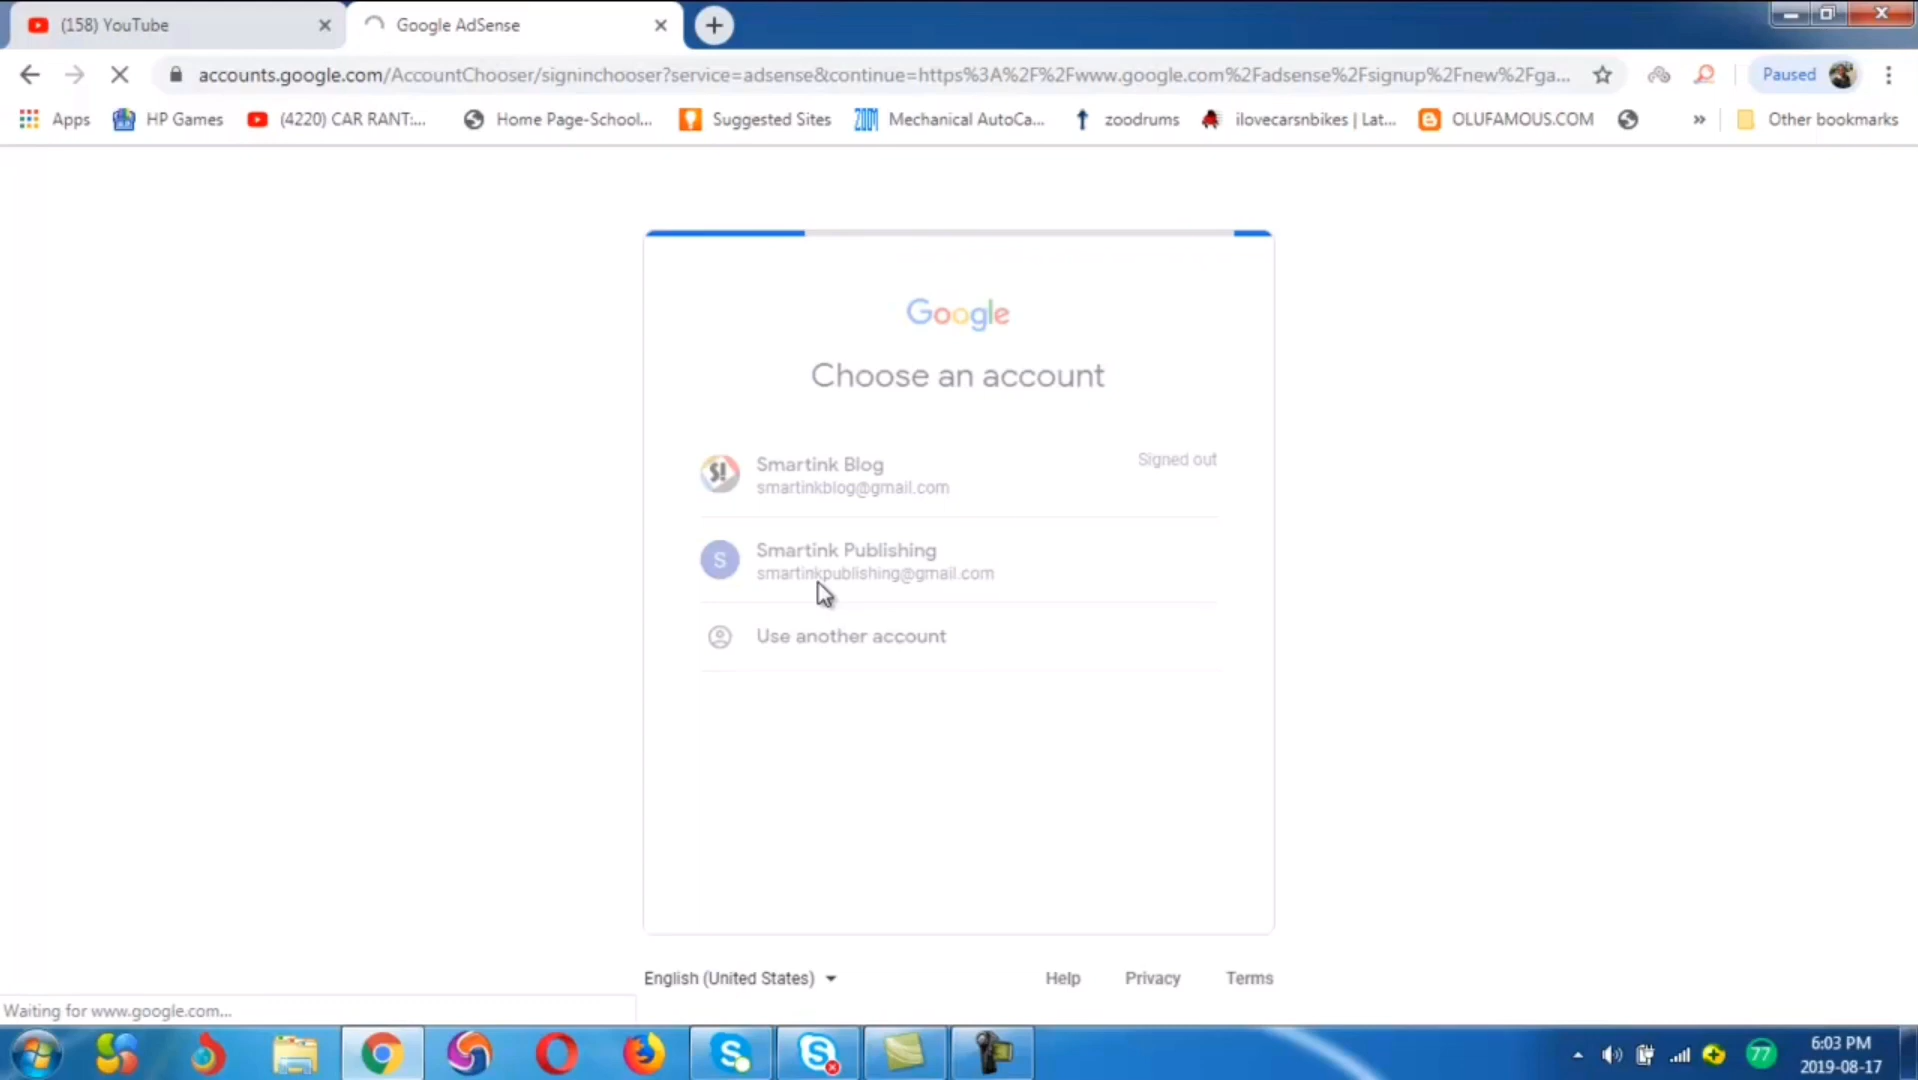 (158) YouTube
Google AdSense
accounts.google.com/AccountChooser/signinchooser?service=adsense&continue=https%3A%2F%2Fwww.google.com%2Fadsense%2Fsignup%2Fnew%2Fga...
Paused
Apps
HP Games
(4220) CAR RANT:...
Home Page-School...
Suggested Sites
ZOOM
Mechanical AutoCa...
zoodrums
ilovecarsnbikes | Lat...
OLUFAMOUS.COM
»
Other bookmarks
Google
Choose an account
S!
Smartink Blog
Signed out
smartinkblog@gmail.com
S
Smartink Publishing
smartinkpublishing@gmail.com
Use another account
English (United States)
Help
Privacy
Terms
Waiting for www.google.com...
77
6:03 PM
2019-08-17